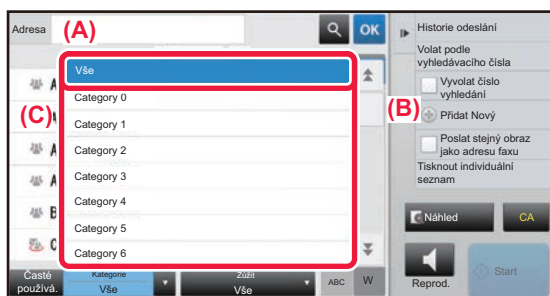 Adresa
(A)
OK
Historie odeslání
Volat podle
vyhledávacího čísla
Vyvolat číslo
vyhledání
Přidat Nový
Poslat stejný obraz
jako adresu faxu
Tisknout individuální
seznam
Náhled
CA
Reprod.
Start
(B)
(C)
A
A
A
B
C
Vše
Category 0
Category 1
Category 2
Category 3
Category 4
Category 5
Category 6
Časté
používá.
Kategorie
Vše
Zúžit
Vše
ABC
W